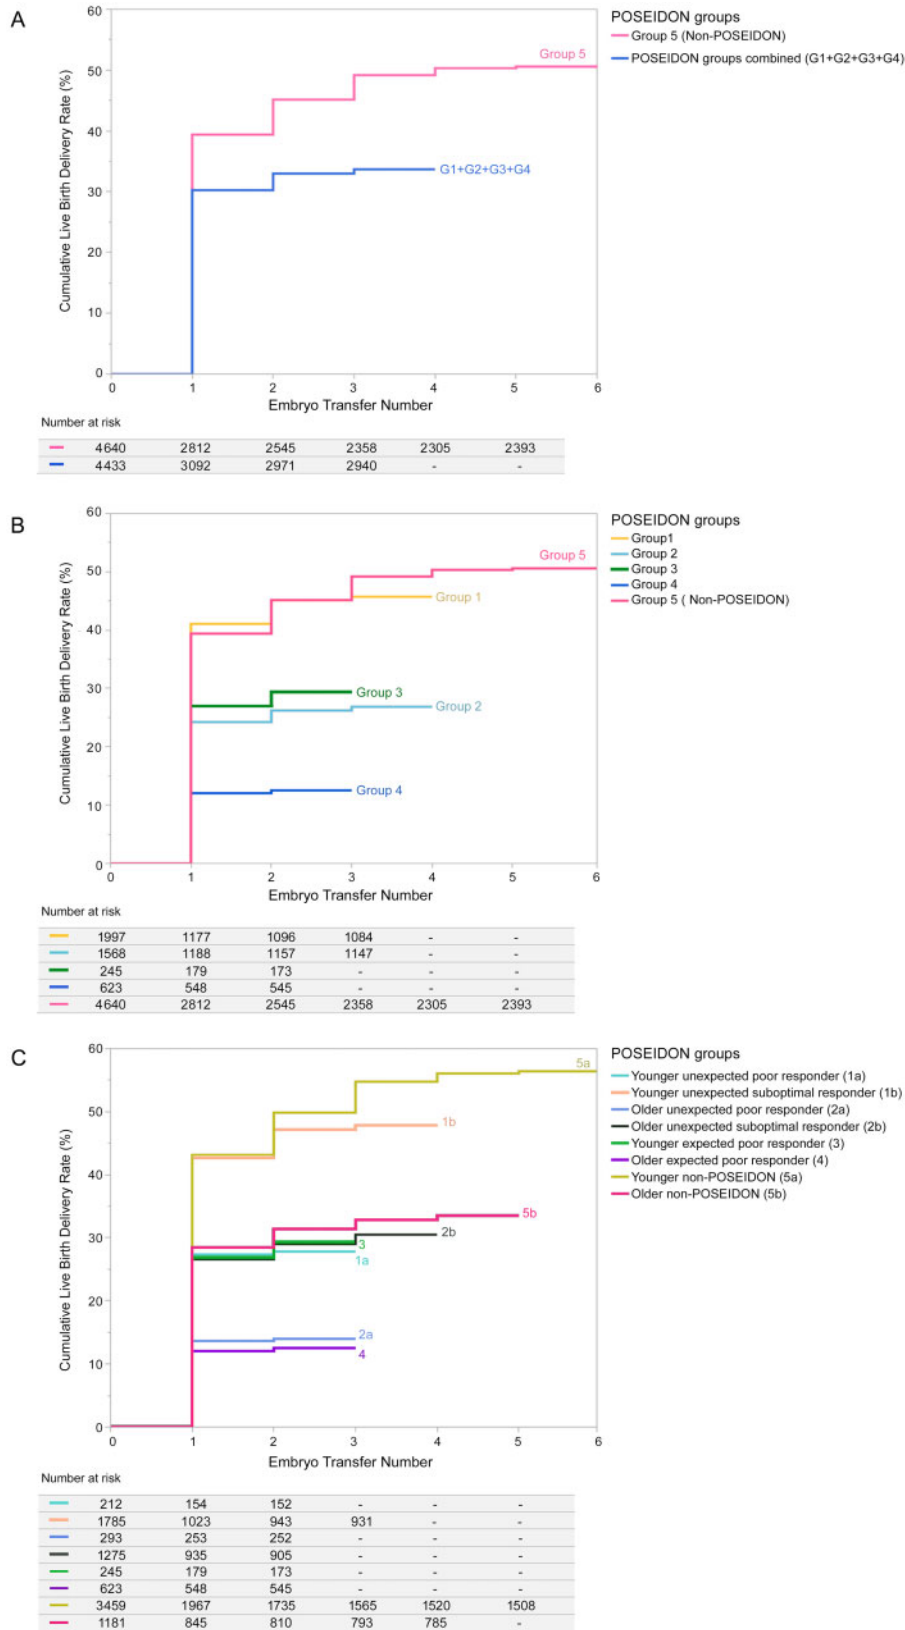 A
60
50
40
30
20
10
0
Cumulative Live Birth Delivery Rate (%)
Group 5
G1+G2+G3+G4
0 1 2 3 4 5 6
Embryo Transfer Number
POSEIDON groups
Group 5 (Non-POSEIDON)
POSEIDON groups combined (G1+G2+G3+G4)
Number at risk
4640 2812 2545 2358 2305 2393
4433 3092 2971 2940 - -
B
60
50
40
30
20
10
0
Cumulative Live Birth Delivery Rate (%)
Group 5
Group 1
Group 3
Group 2
Group 4
0 1 2 3 4 5 6
Embryo Transfer Number
POSEIDON groups
Group1
Group 2
Group 3
Group 4
Group 5 ( Non-POSEIDON)
Number at risk
1997 1177 1096 1084 - -
1568 1188 1157 1147 - -
245 179 173 - - -
623 548 545 - - -
4640 2812 2545 2358 2305 2393
C
60
50
40
30
20
10
0
Cumulative Live Birth Delivery Rate (%)
5a
1b
5b
2b
3
1a
2a
4
0 1 2 3 4 5 6
Embryo Transfer Number
POSEIDON groups
Younger unexpected poor responder (1a)
Younger unexpected suboptimal responder (1b)
Older unexpected poor responder (2a)
Older unexpected suboptimal responder (2b)
Younger expected poor responder (3)
Older expected poor responder (4)
Younger non-POSEIDON (5a)
Older non-POSEIDON (5b)
Number at risk
212 154 152 - - -
1785 1023 943 931 - -
293 253 252 - - -
1275 935 905 - - -
245 179 173 - - -
623 548 545 - - -
3459 1967 1735 1565 1520 1508
1181 845 810 793 785 -